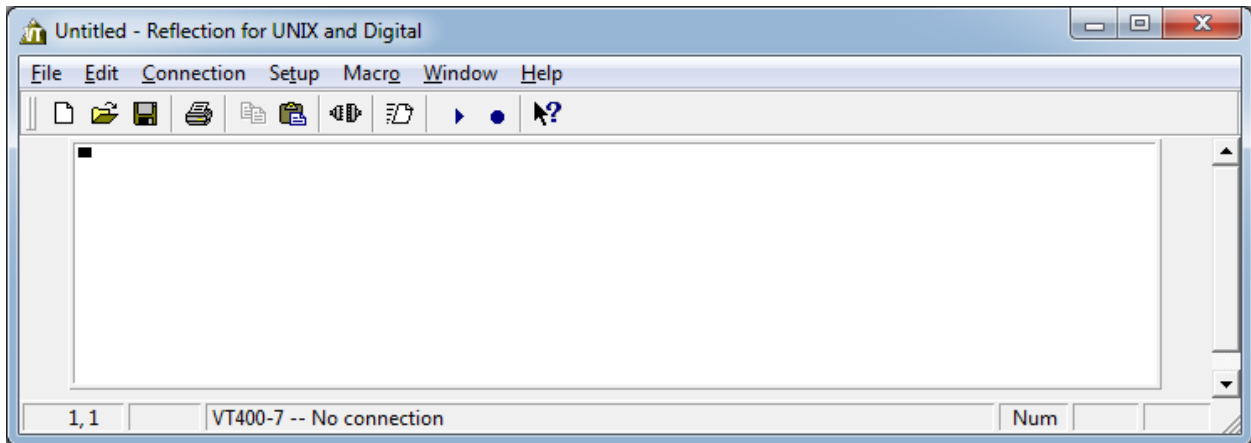 Untitled - Reflection for UNIX and Digital
File Edit Connection Setup Macro Window Help
1, 1 VT400-7 -- No connection Num